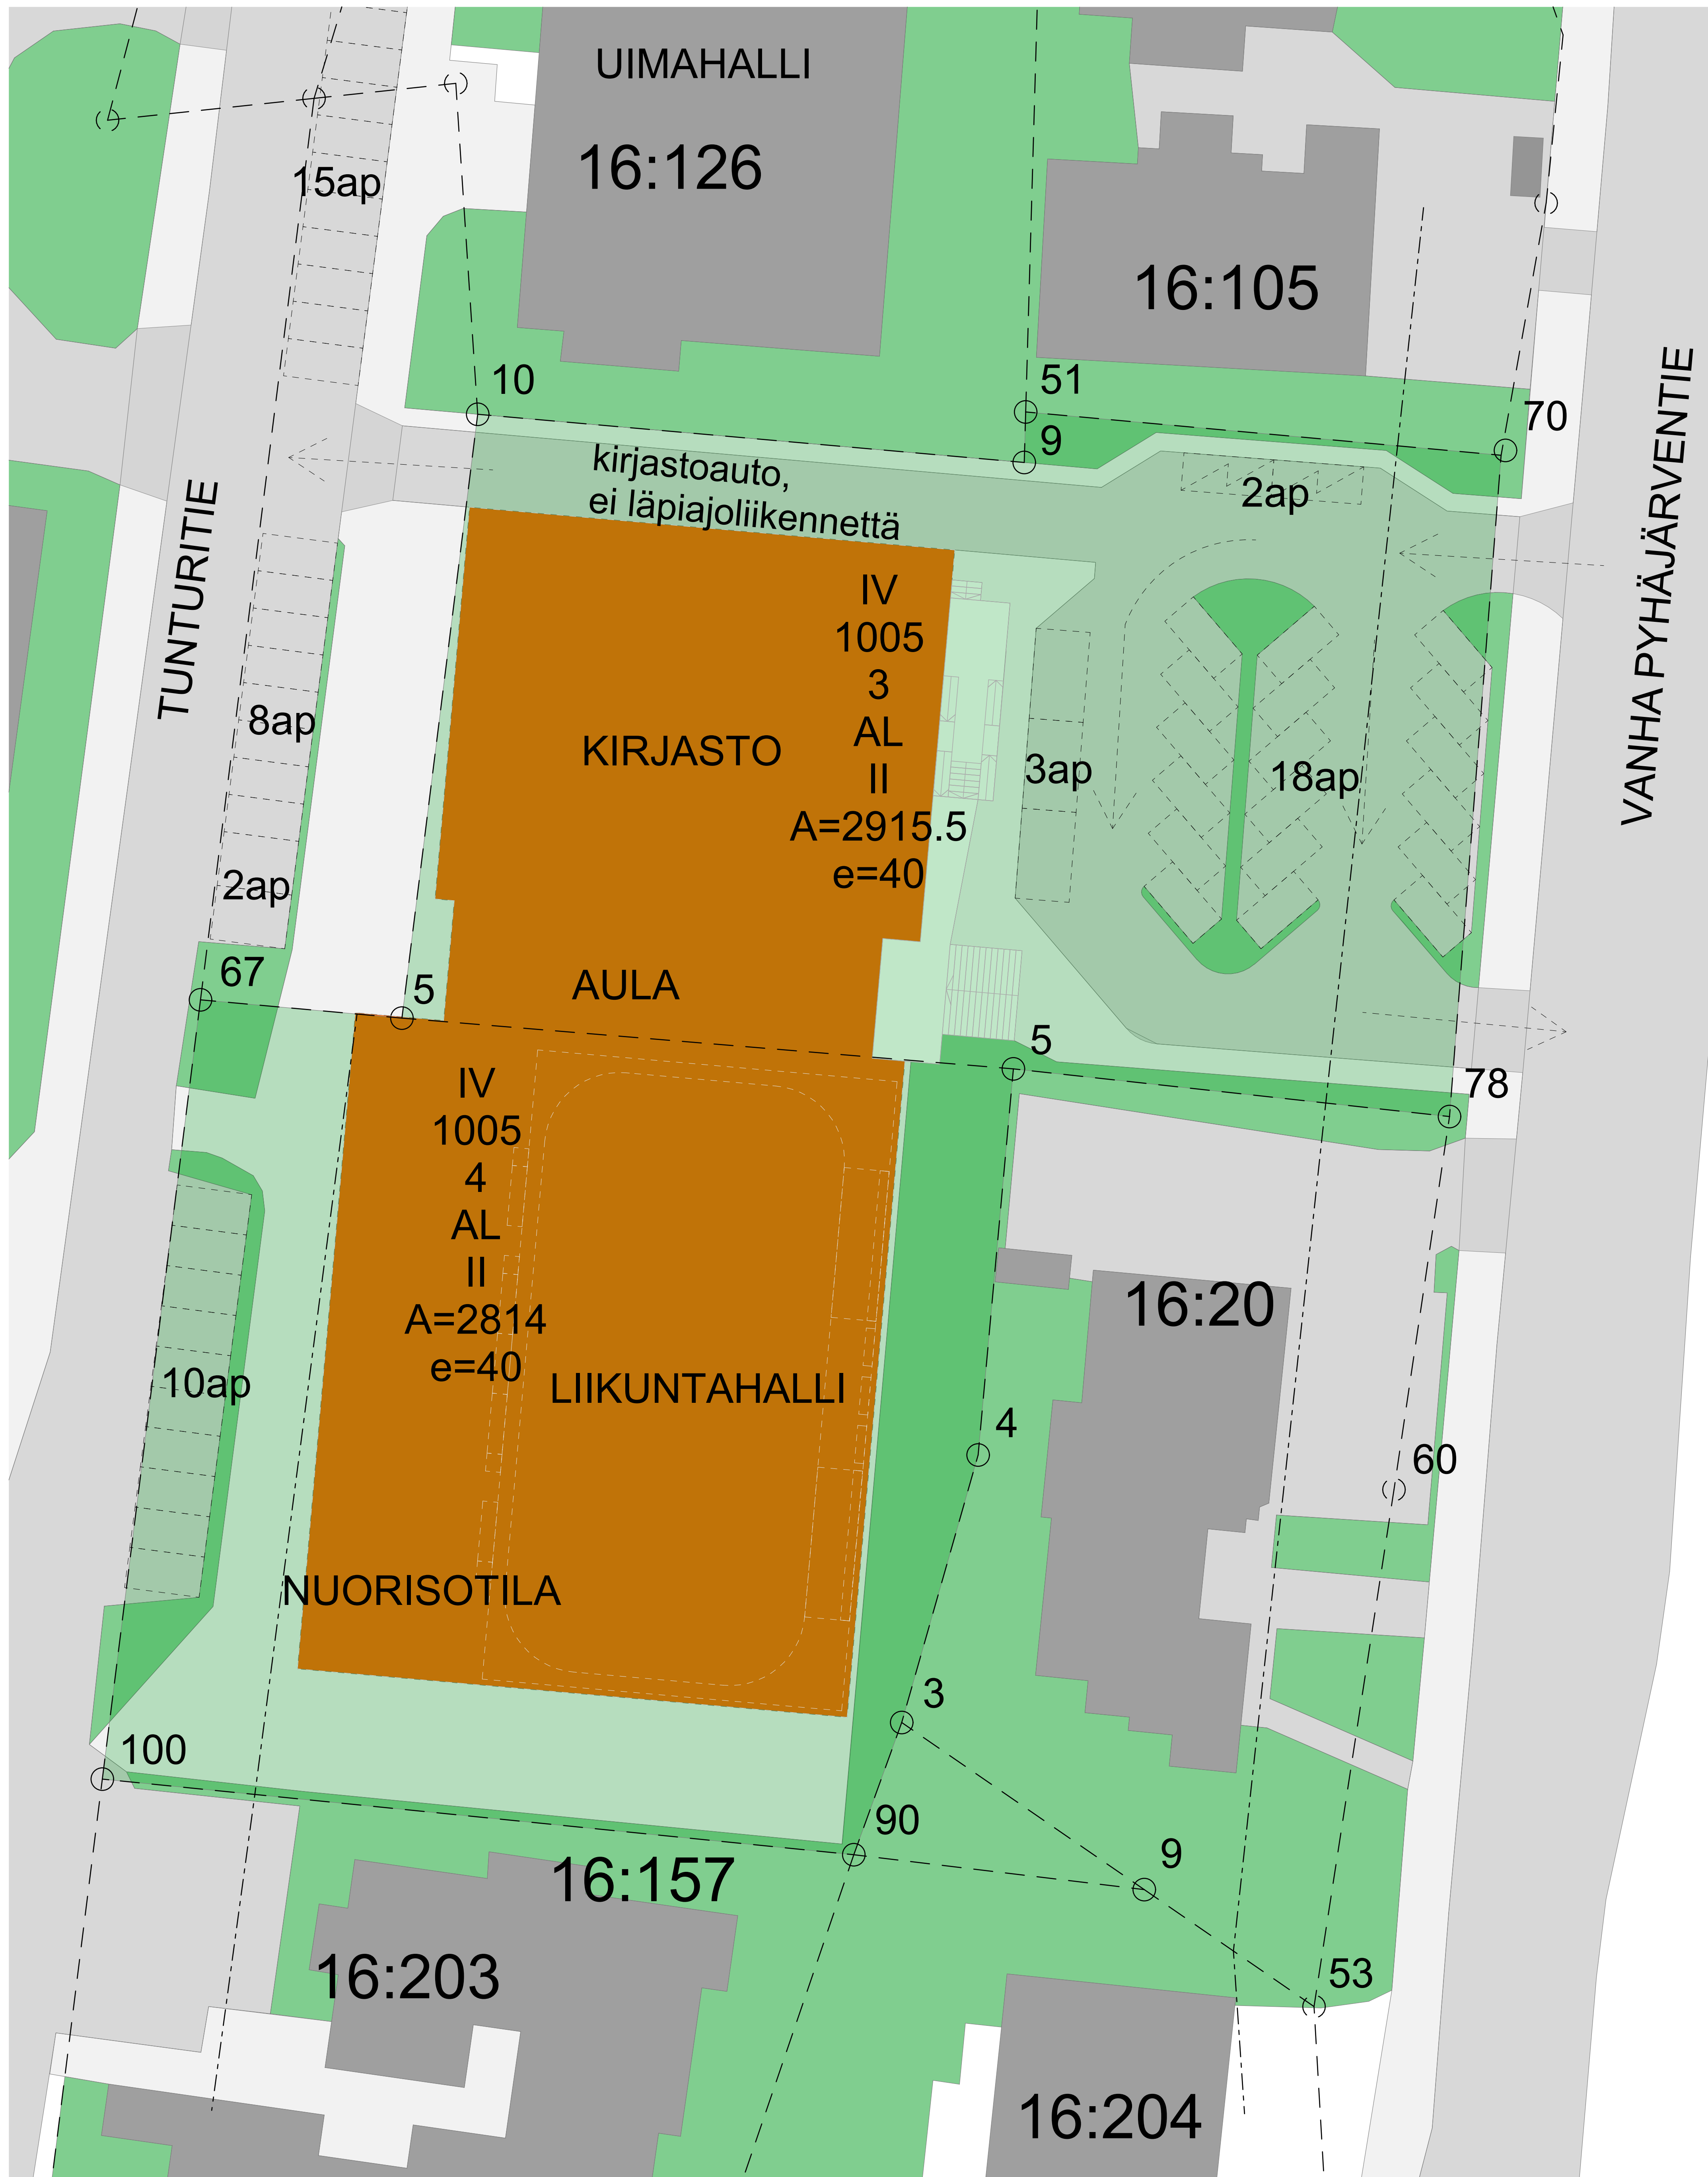 UIMAHALLI
16:126
15ap
16:105
10
51
70
9
kirjastoauto,
ei läpiajoliikennettä
2ap
TUNTURITIE
VANHA PYHÄJÄRVENTIE
IV
1005
3
AL
II
A=2915.5
e=40
KIRJASTO
8ap
3ap
18ap
2ap
67
5
AULA
5
78
IV
1005
4
AL
II
A=2814
e=40
16:20
10ap
LIIKUNTAHALLI
4
60
NUORISOTILA
3
100
90
9
16:157
16:203
53
16:204